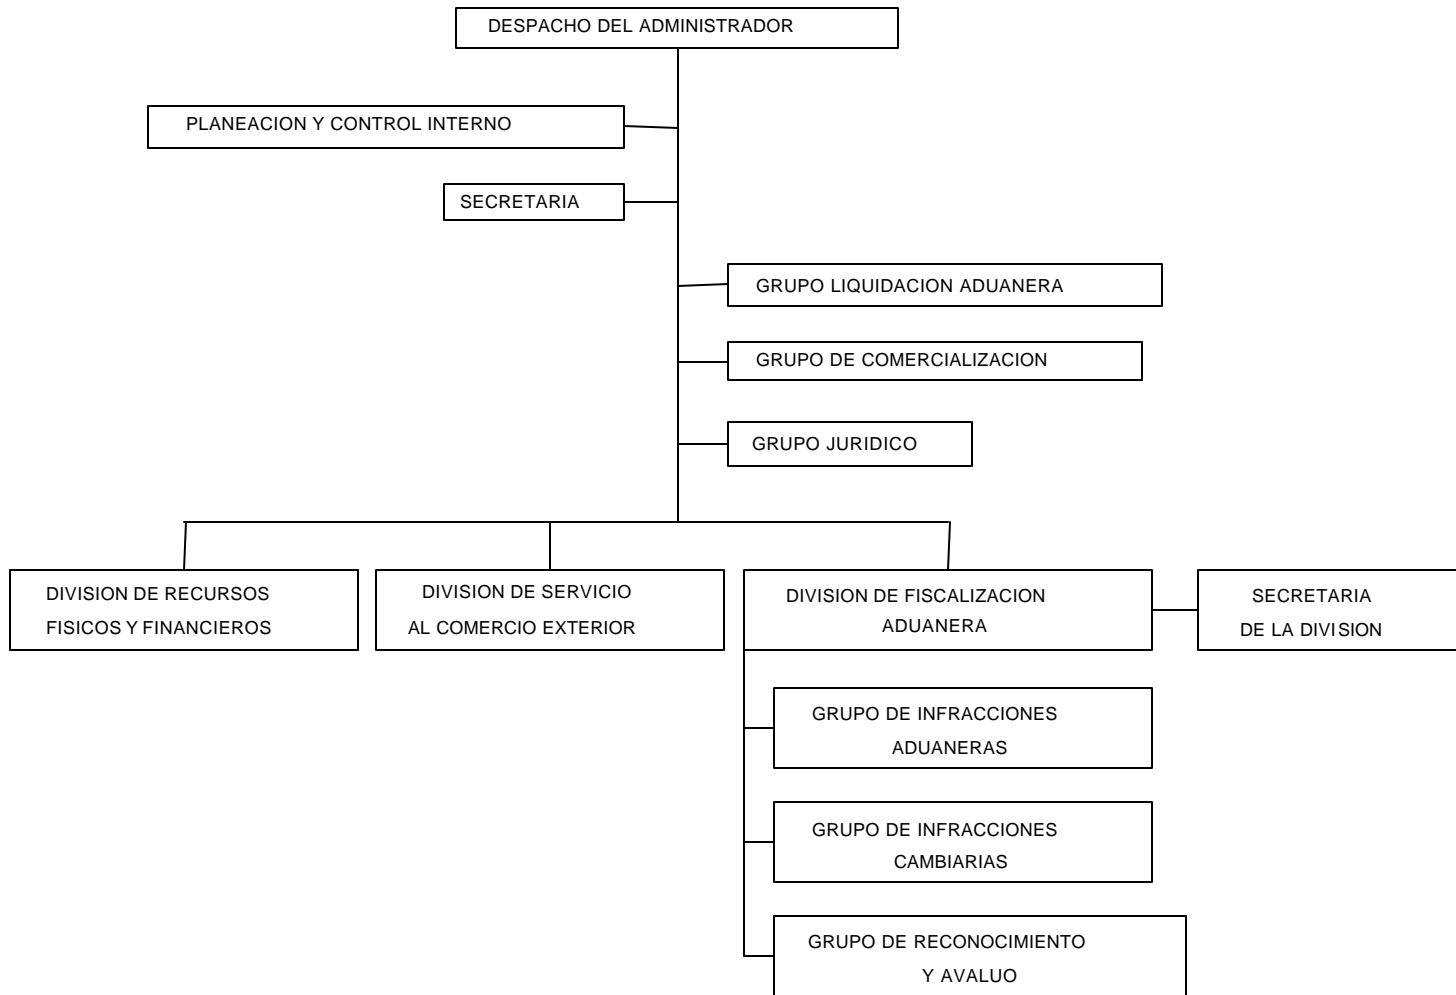 DESPACHO DEL ADMINISTRADOR
PLANEACION Y CONTROL INTERNO
SECRETARIA
GRUPO LIQUIDACION ADUANERA
GRUPO DE COMERCIALIZACION
GRUPO JURIDICO
DIVISION DE RECURSOS
FISICOS Y FINANCIEROS
DIVISION DE SERVICIO
AL COMERCIO EXTERIOR
DIVISION DE FISCALIZACION
ADUANERA
SECRETARIA
DE LA DIVISION
GRUPO DE INFRACCIONES
ADUANERAS
GRUPO DE INFRACCIONES
CAMBIARIAS
GRUPO DE RECONOCIMIENTO
Y AVALUO